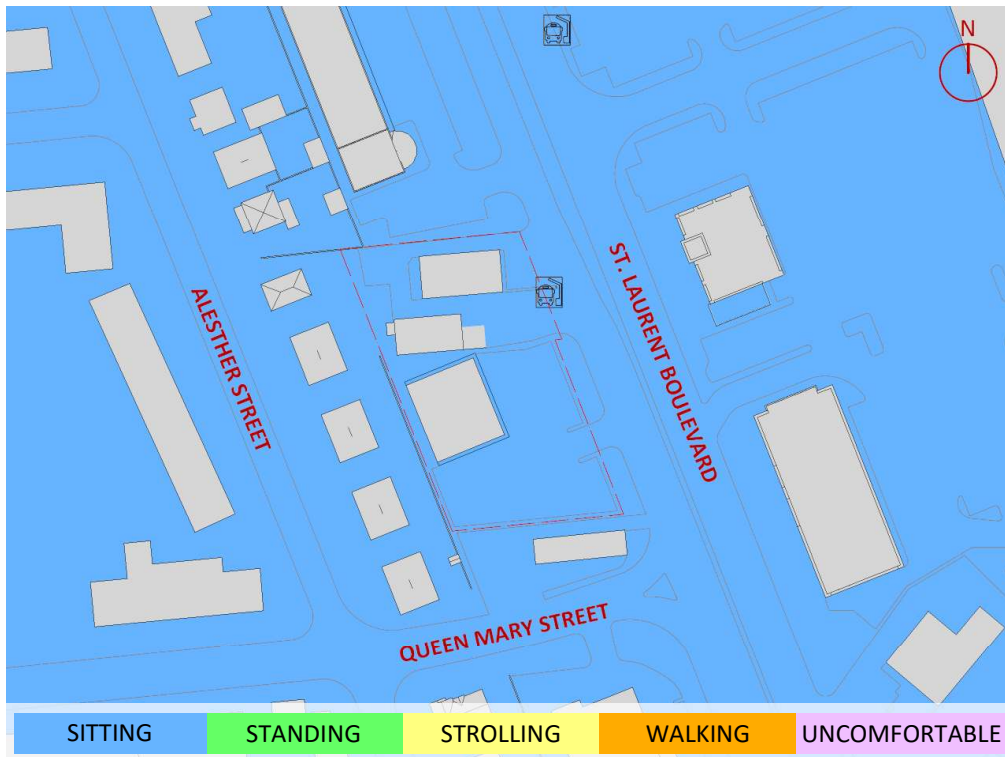 N
ST. LAURENT BOULEVARD
ALESTHER STREET
QUEEN MARY STREET
SITTING STANDING STROLLING WALKING UNCOMFORTABLE